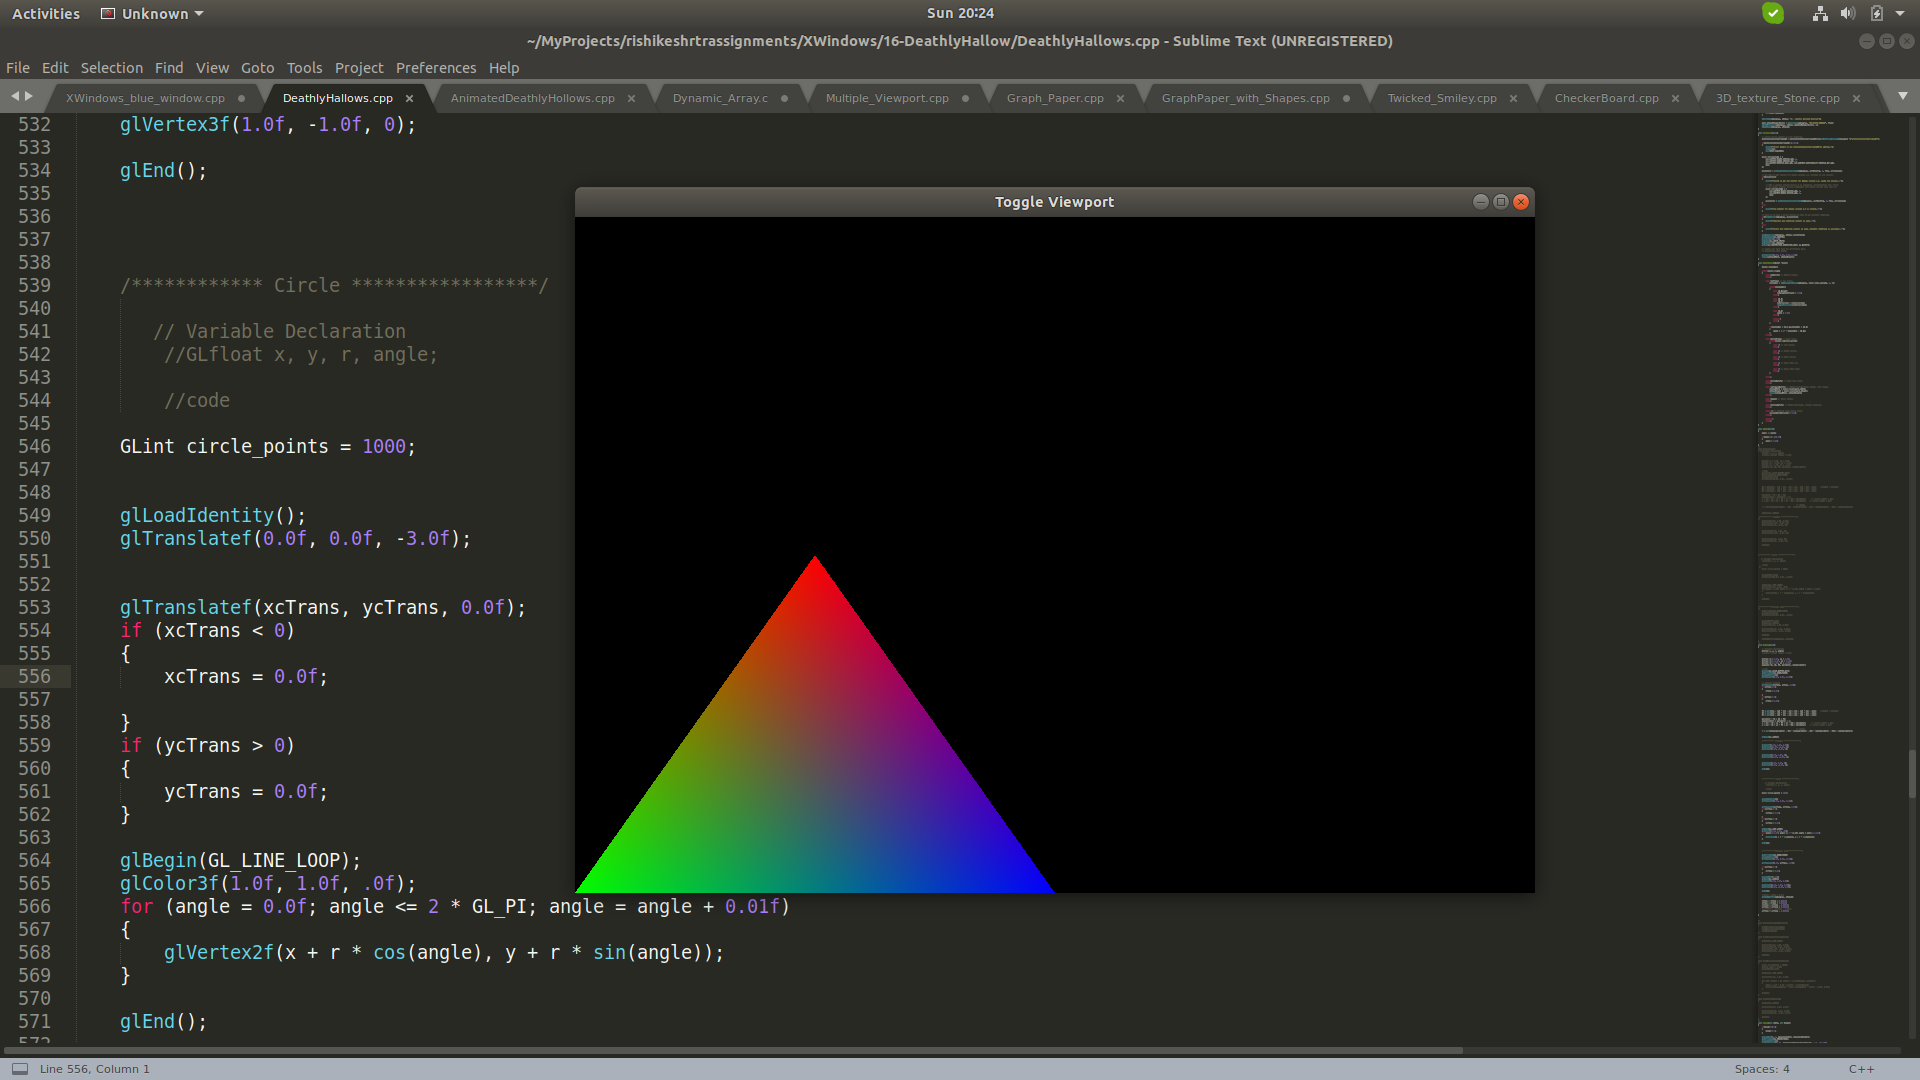 Activities Unknown Sun 20:24
~/MyProjects/rishikeshrtrassignments/XWindows/16-DeathlyHallow/DeathlyHallows.cpp - Sublime Text (UNREGISTERED)
File Edit Selection Find View Goto Tools Project Preferences Help
XWindows_blue_window.cpp DeathlyHallows.cpp AnimatedDeathlyHollows.cpp Dynamic_Array.c Multiple_Viewport.cpp Graph_Paper.cpp GraphPaper_with_Shapes.cpp Twicked_Smiley.cpp CheckerBoard.cpp 3D_texture_Stone.cpp
532 glVertex3f(1.0f, -1.0f, 0);
533
534 glEnd();
535
Toggle Viewport
536
537
538
539 /************ Circle *****************/
540
541 // Variable Declaration
542 //GLfloat x, y, r, angle;
543
544 //code
545
546 GLint circle_points = 1000;
547
548
549 glLoadIdentity();
550 glTranslatef(0.0f, 0.0f, -3.0f);
551
552
553 glTranslatef(xcTrans, ycTrans, 0.0f);
554 if (xcTrans < 0)
555 {
556 xcTrans = 0.0f;
557
558 }
559 if (ycTrans > 0)
560 {
561 ycTrans = 0.0f;
562 }
563
564 glBegin(GL_LINE_LOOP);
565 glColor3f(1.0f, 1.0f, .0f);
566 for (angle = 0.0f; angle <= 2 * GL_PI; angle = angle + 0.01f)
567 {
568 glVertex2f(x + r * cos(angle), y + r * sin(angle));
569 }
570
571 glEnd();
572
Line 556, Column 1 Spaces: 4 C++